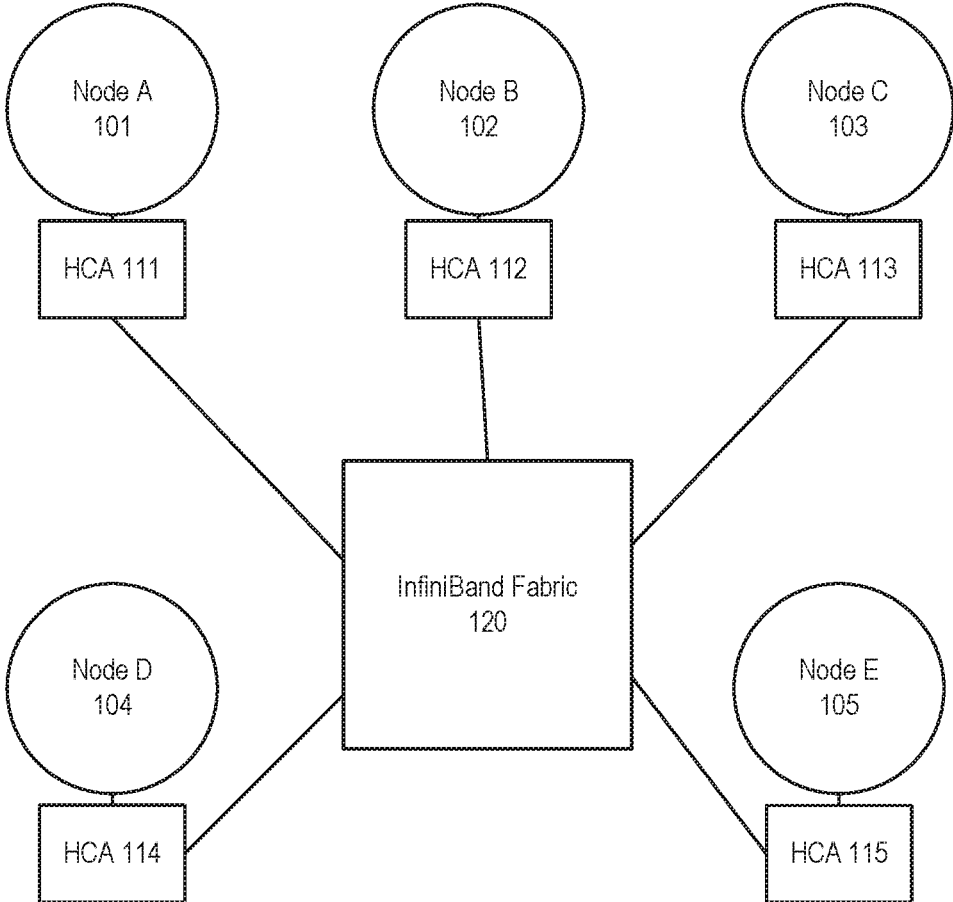 Node A
101
Node B
102
Node C
103
HCA 111
HCA 112
HCA 113
InfiniBand Fabric
120
Node D
104
Node E
105
HCA 114
HCA 115